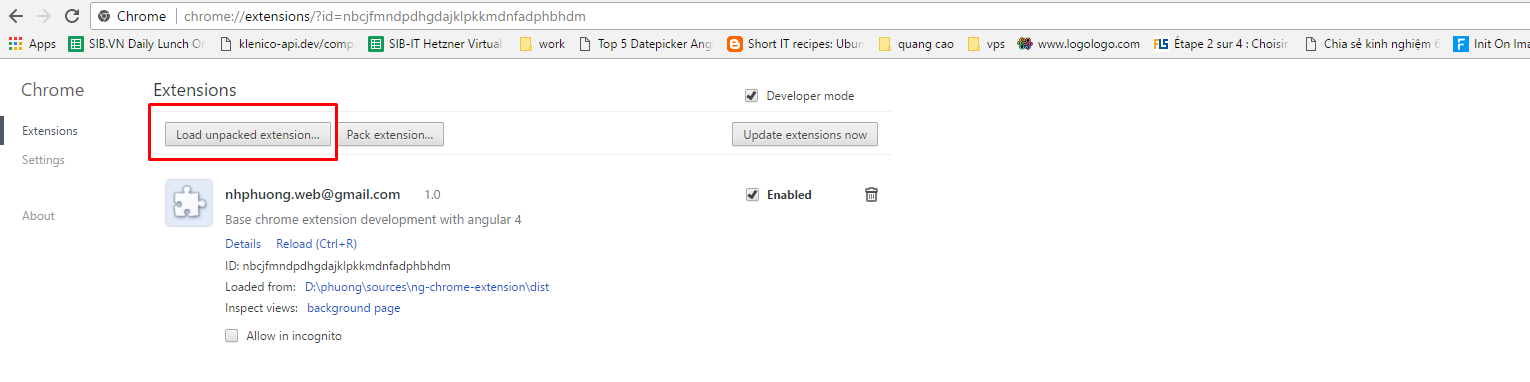 Chrome chrome://extensions/?id=nbcjfmndpdhgdajklpkkmdnfadphbhdm
Apps SIB.VN Daily Lunch Or klenico-api.dev/comp SIB-IT Hetzner Virtual work Top 5 Datepicker Ang Short IT recipes: Ubun quang cao vps www.logologo.com FLS Étape 2 sur 4 : Choisir Chia sẻ kinh nghiệm 6 Init On Ima
Chrome Extensions
Developer mode
Extensions Load unpacked extension... Pack extension... Update extensions now
Settings
nhphuong.web@gmail.com 1.0 Enabled
About Base chrome extension development with angular 4
Details Reload (Ctrl+R)
ID: nbcjfmndpdhgdajklpkkmdnfadphbhdm
Loaded from: D:\phuong\sources\ng-chrome-extension\dist
Inspect views: background page
Allow in incognito